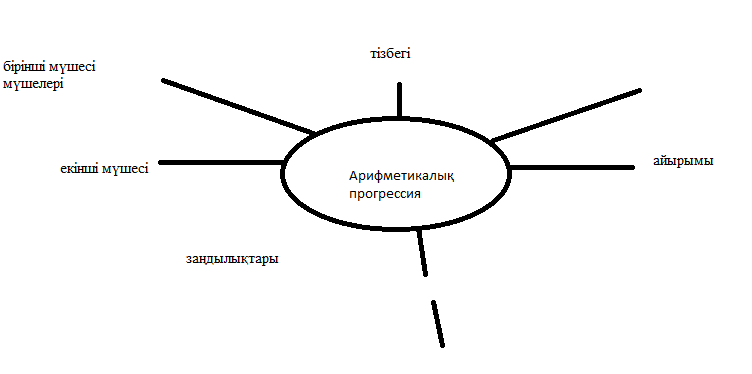 тізбегі
бірінші мүшесі
мүшелері
екінші мүшесі
Арифметикалық
прогрессия
айырымы
заңдылықтары